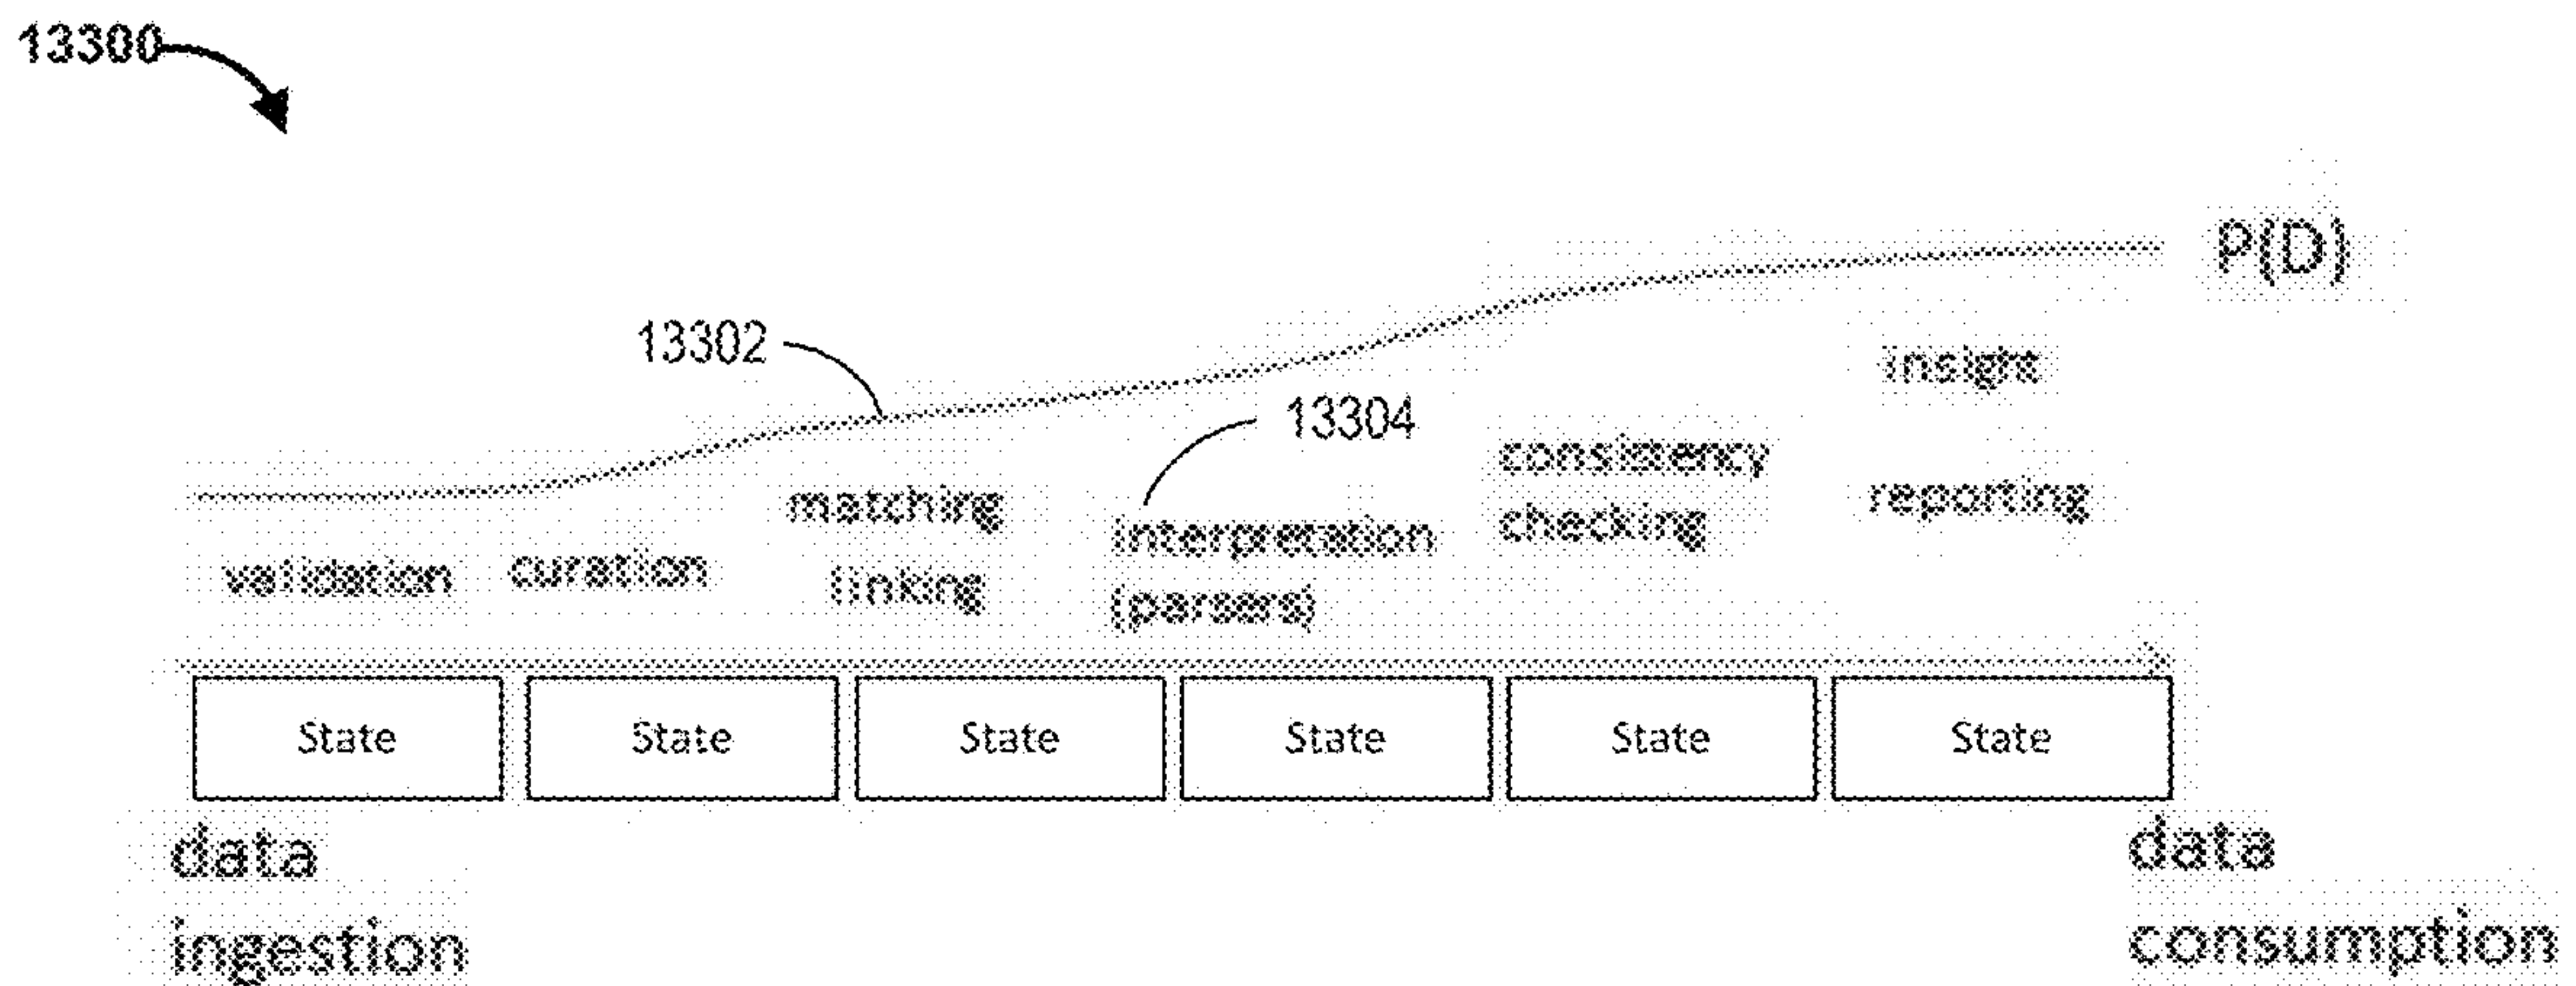 13300
P(D)
13302
insight
13304
consistency
checking
reporting
matching
linking
interpretation
(parsers)
validation
curation
State State State State State State
data
ingestion
data
consumption